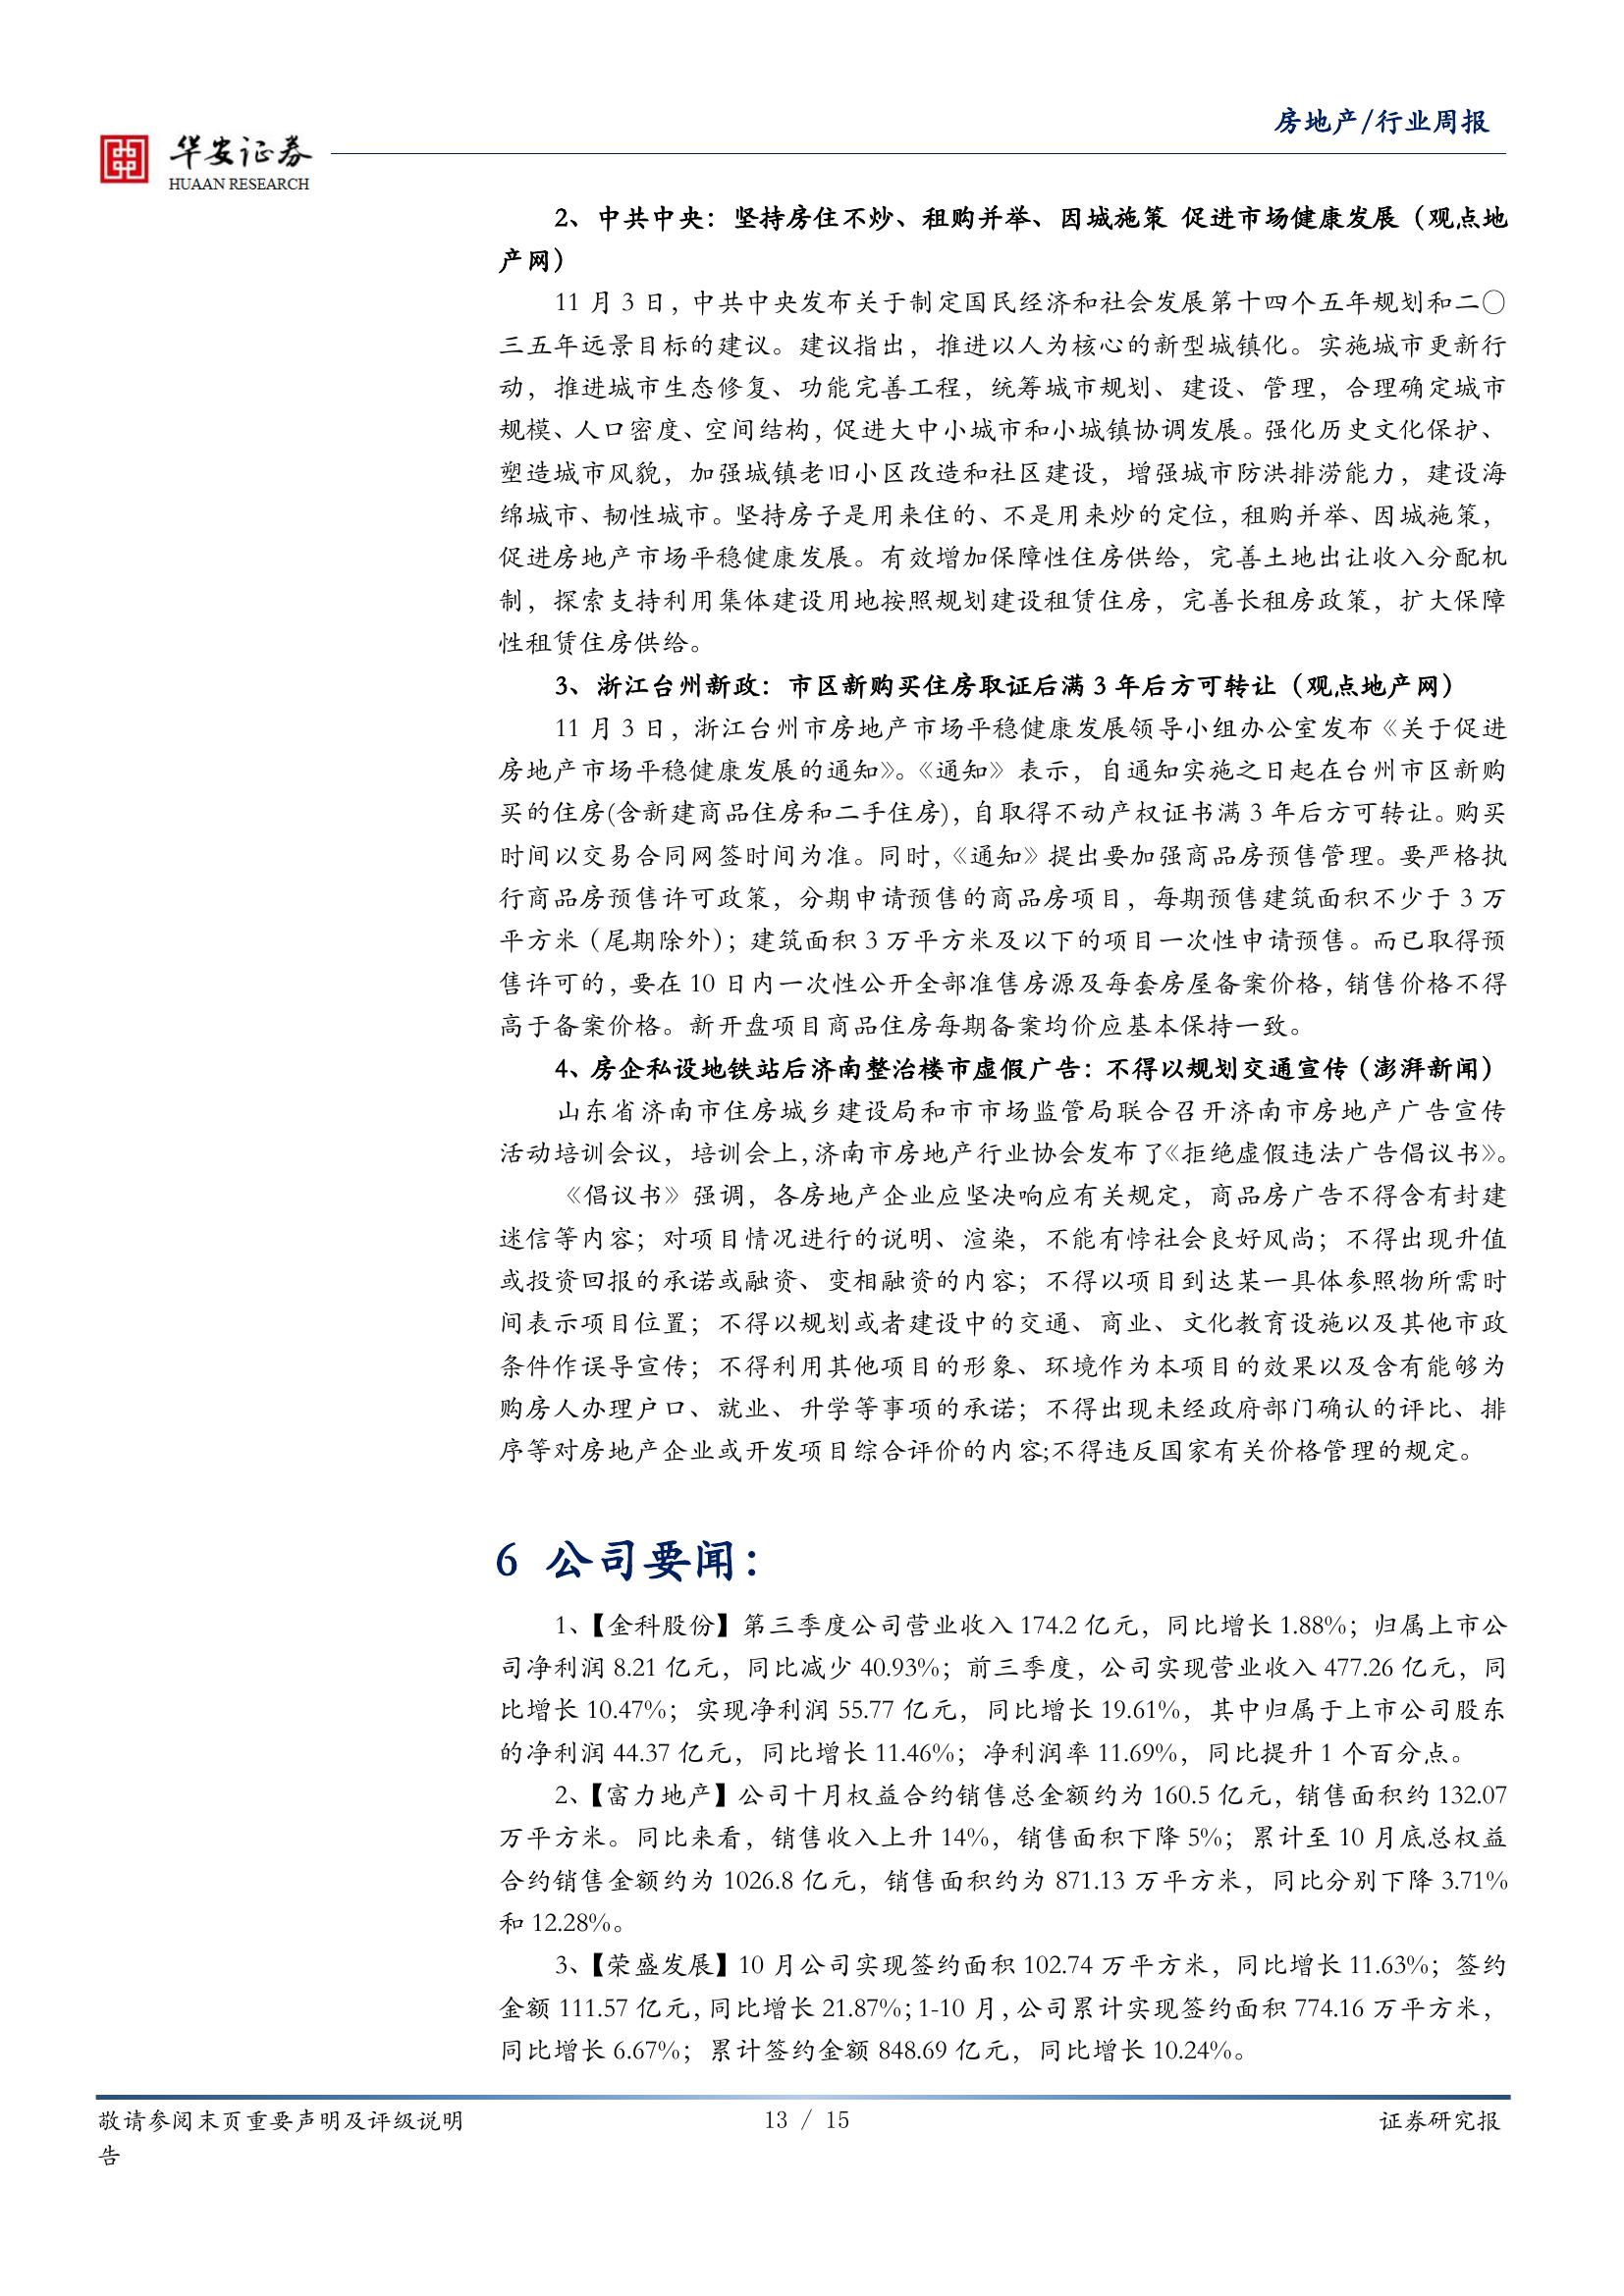 房地产/行业周报
华安证券
HUAAN RESEARCH
2、中共中央：坚持房住不炒、租购并举、因城施策 促进市场健康发展（观点地
产网）
11 月 3 日，中共中央发布关于制定国民经济和社会发展第十四个五年规划和二〇
三五年远景目标的建议。建议指出，推进以人为核心的新型城镇化。实施城市更新行
动，推进城市生态修复、功能完善工程，统筹城市规划、建设、管理，合理确定城市
规模、人口密度、空间结构，促进大中小城市和小城镇协调发展。强化历史文化保护、
塑造城市风貌，加强城镇老旧小区改造和社区建设，增强城市防洪排涝能力，建设海
绵城市、韧性城市。坚持房子是用来住的、不是用来炒的定位，租购并举、因城施策，
促进房地产市场平稳健康发展。有效增加保障性住房供给，完善土地出让收入分配机
制，探索支持利用集体建设用地按照规划建设租赁住房，完善长租房政策，扩大保障
性租赁住房供给。
3、浙江台州新政：市区新购买住房取证后满 3 年后方可转让（观点地产网）
11 月 3 日，浙江台州市房地产市场平稳健康发展领导小组办公室发布《关于促进
房地产市场平稳健康发展的通知》。《通知》表示，自通知实施之日起在台州市区新购
买的住房(含新建商品住房和二手住房)，自取得不动产权证书满 3 年后方可转让。购买
时间以交易合同网签时间为准。同时，《通知》提出要加强商品房预售管理。要严格执
行商品房预售许可政策，分期申请预售的商品房项目，每期预售建筑面积不少于 3 万
平方米（尾期除外）；建筑面积 3 万平方米及以下的项目一次性申请预售。而已取得预
售许可的，要在 10 日内一次性公开全部准售房源及每套房屋备案价格，销售价格不得
高于备案价格。新开盘项目商品住房每期备案均价应基本保持一致。
4、房企私设地铁站后济南整治楼市虚假广告：不得以规划交通宣传（澎湃新闻）
山东省济南市住房城乡建设局和市市场监管局联合召开济南市房地产广告宣传
活动培训会议，培训会上，济南市房地产行业协会发布了《拒绝虚假违法广告倡议书》。
《倡议书》强调，各房地产企业应坚决响应有关规定，商品房广告不得含有封建
迷信等内容；对项目情况进行的说明、渲染，不能有悖社会良好风尚；不得出现升值
或投资回报的承诺或融资、变相融资的内容；不得以项目到达某一具体参照物所需时
间表示项目位置；不得以规划或者建设中的交通、商业、文化教育设施以及其他市政
条件作误导宣传；不得利用其他项目的形象、环境作为本项目的效果以及含有能够为
购房人办理户口、就业、升学等事项的承诺；不得出现未经政府部门确认的评比、排
序等对房地产企业或开发项目综合评价的内容;不得违反国家有关价格管理的规定。
6 公司要闻：
1、【金科股份】第三季度公司营业收入 174.2 亿元，同比增长 1.88%；归属上市公
司净利润 8.21 亿元，同比减少 40.93%；前三季度，公司实现营业收入 477.26 亿元，同
比增长 10.47%；实现净利润 55.77 亿元，同比增长 19.61%，其中归属于上市公司股东
的净利润 44.37 亿元，同比增长 11.46%；净利润率 11.69%，同比提升 1 个百分点。
2、【富力地产】公司十月权益合约销售总金额约为 160.5 亿元，销售面积约 132.07
万平方米。同比来看，销售收入上升 14%，销售面积下降 5%；累计至 10 月底总权益
合约销售金额约为 1026.8 亿元，销售面积约为 871.13 万平方米，同比分别下降 3.71%
和 12.28%。
3、【荣盛发展】10 月公司实现签约面积 102.74 万平方米，同比增长 11.63%；签约
金额 111.57 亿元，同比增长 21.87%；1-10 月，公司累计实现签约面积 774.16 万平方米，
同比增长 6.67%；累计签约金额 848.69 亿元，同比增长 10.24%。
敬请参阅末页重要声明及评级说明 13 / 15 证券研究报
告